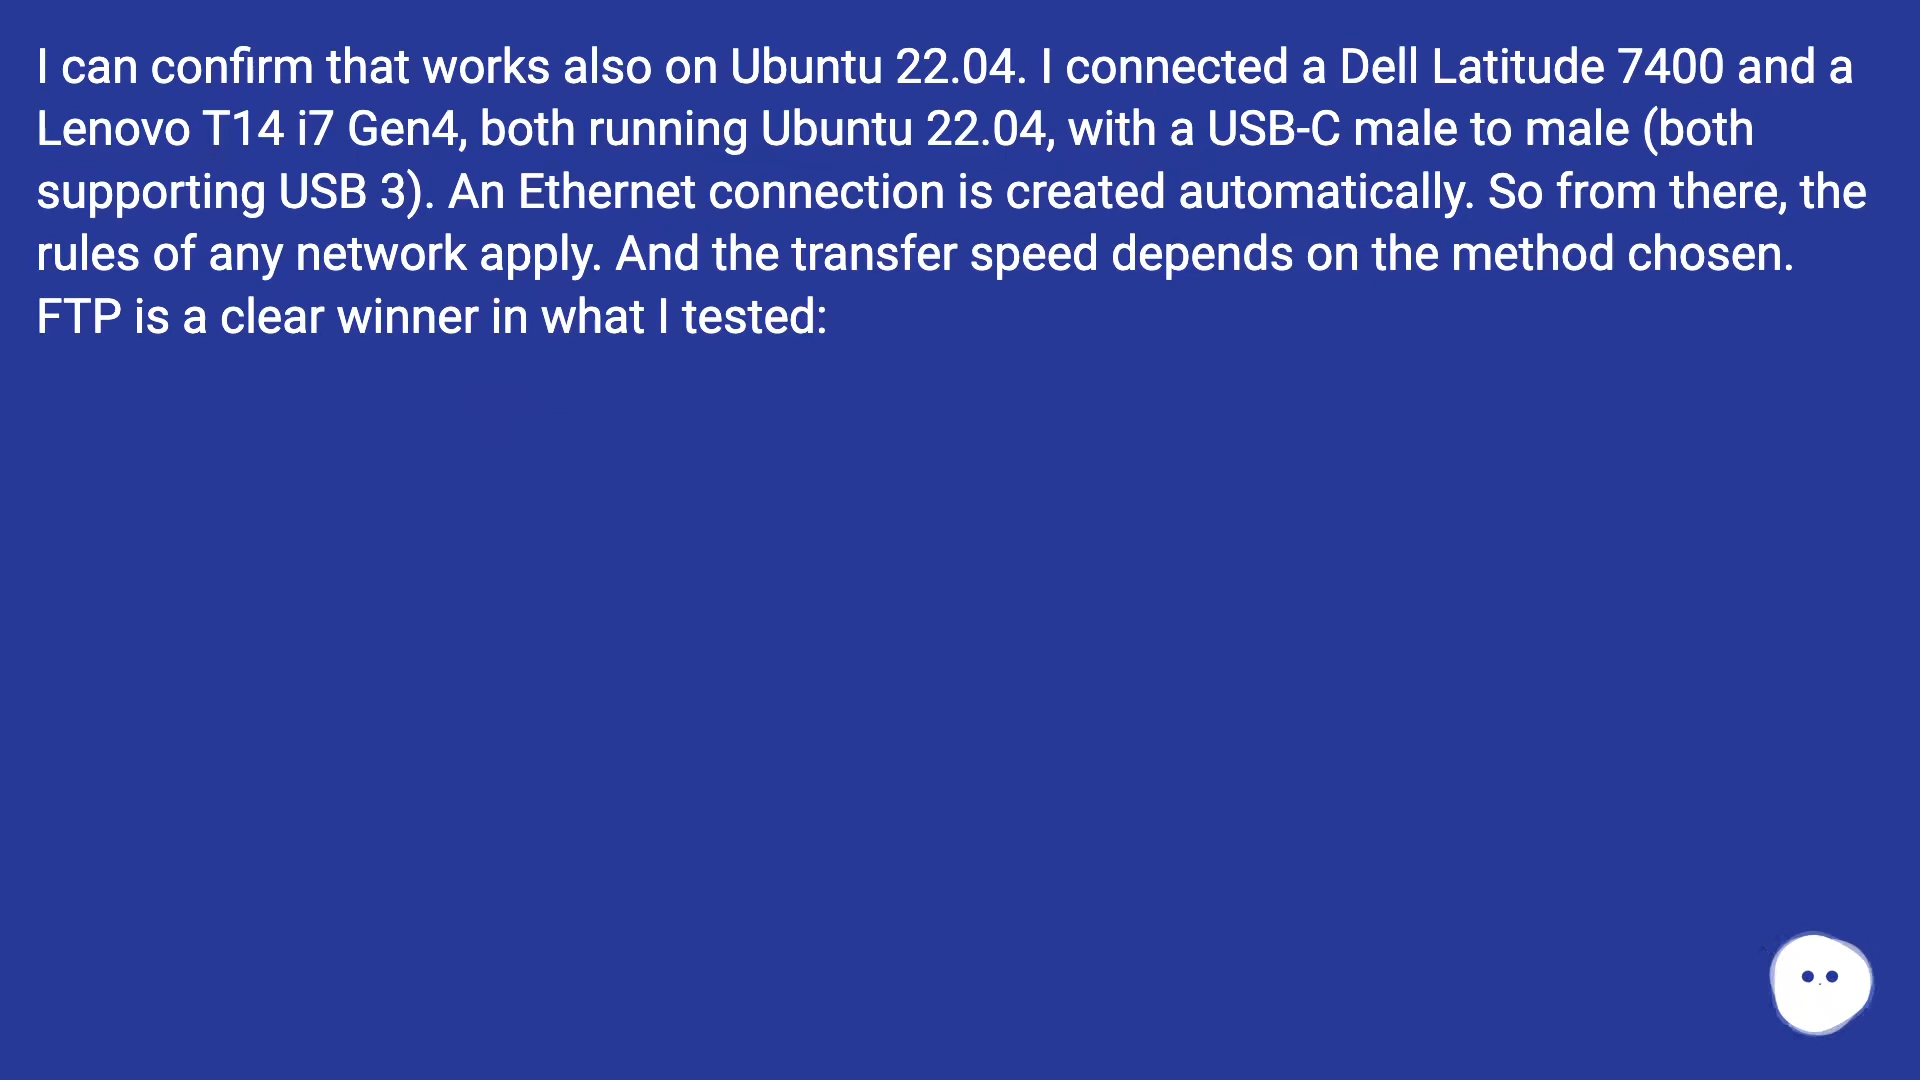 I can confirm that works also on Ubuntu 22.04. I connected a Dell Latitude 7400 and a
Lenovo T14 i7 Gen4, both running Ubuntu 22.04, with a USB-C male to male (both
supporting USB 3). An Ethernet connection is created automatically. So from there, the
rules of any network apply. And the transfer speed depends on the method chosen.
FTP is a clear winner in what I tested: